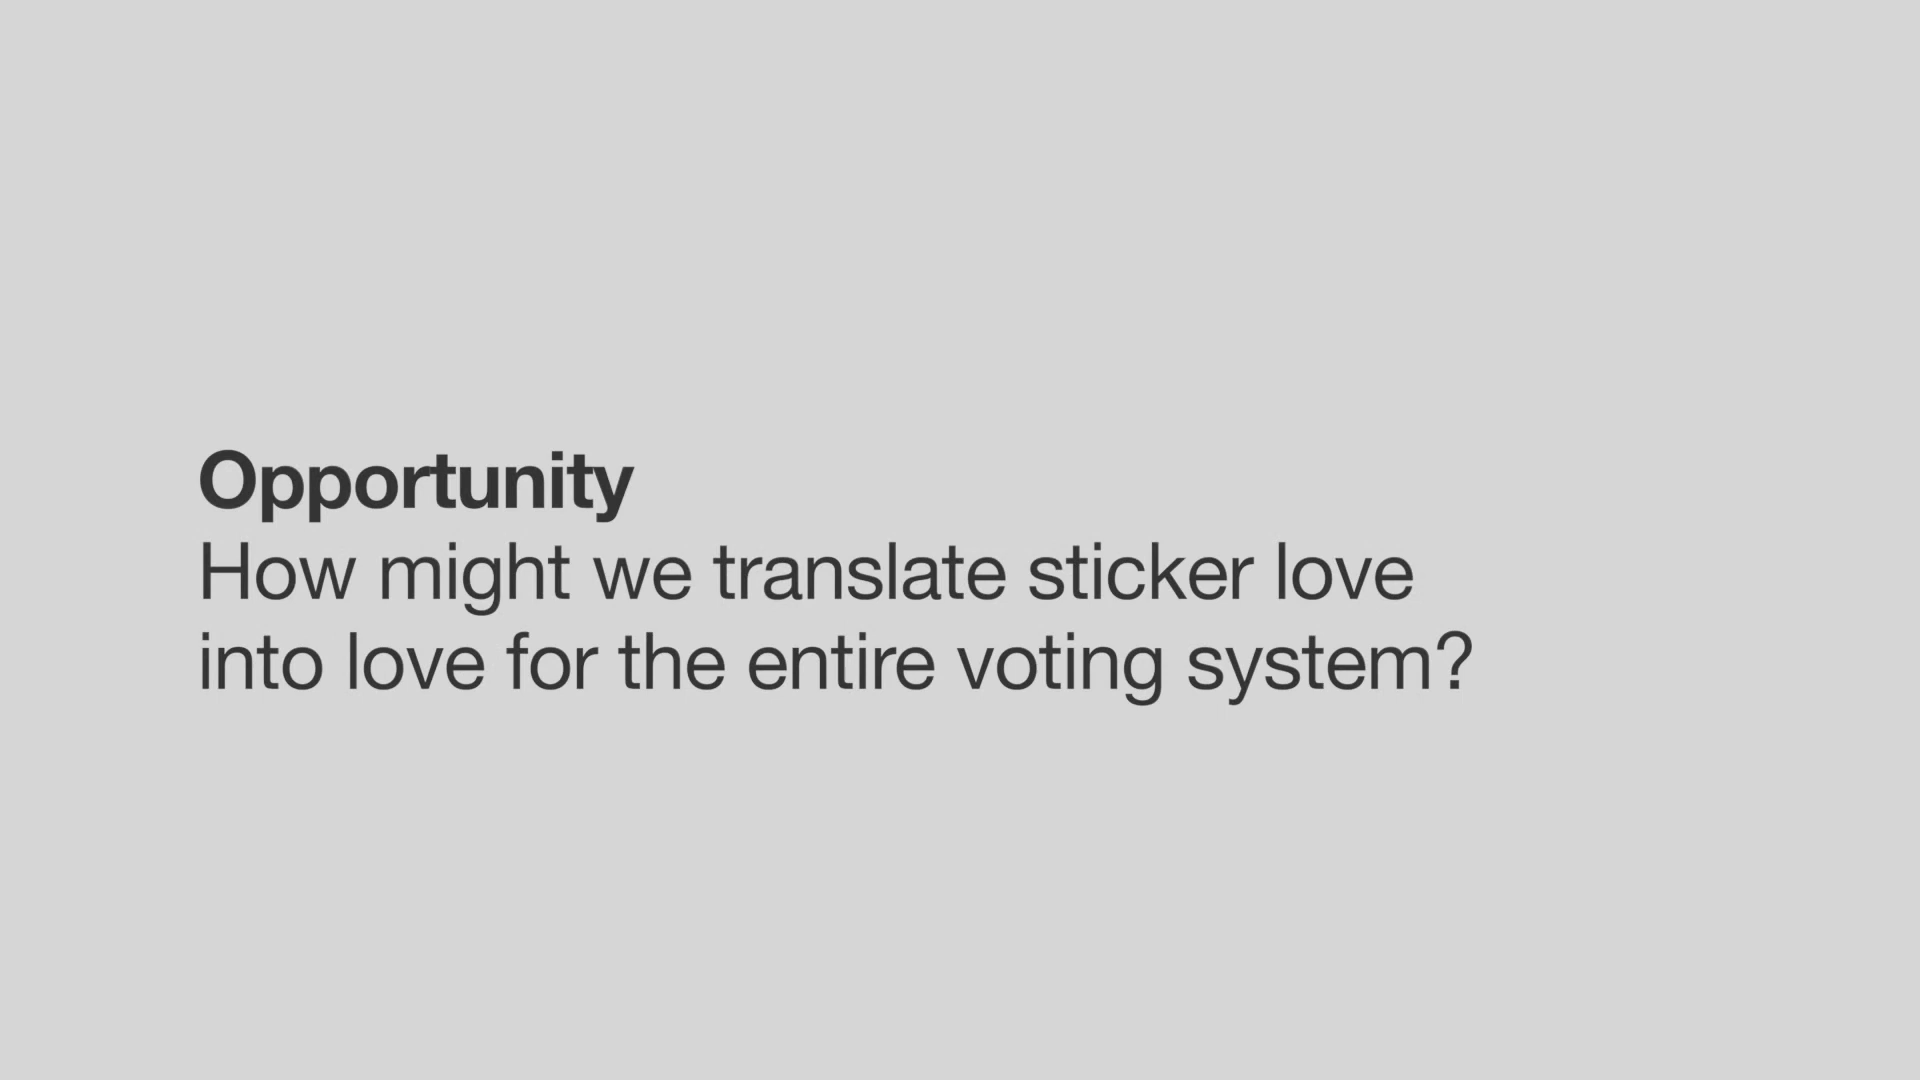 Opportunity
How might we translate sticker love
into love for the entire voting system?